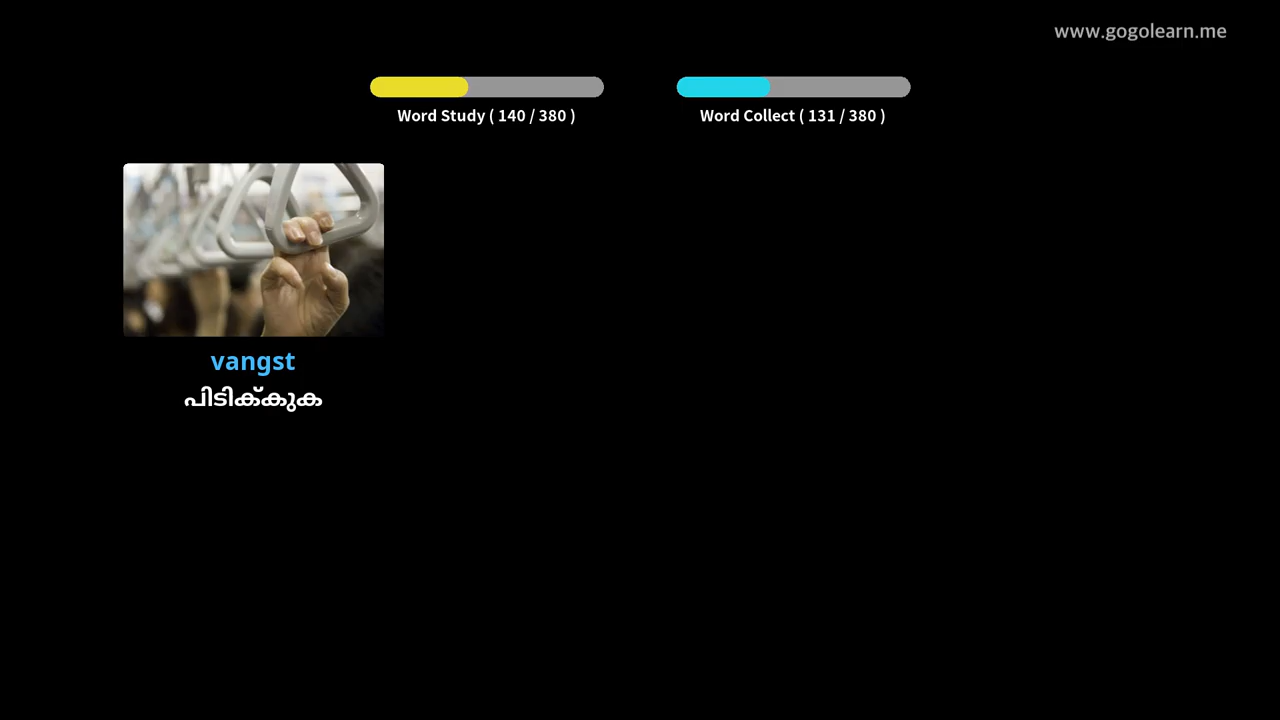 www.gogolearn.me
Word Study ( 140 / 380 )
Word Collect ( 131 / 380 )
vangst
പിടിക്കുക